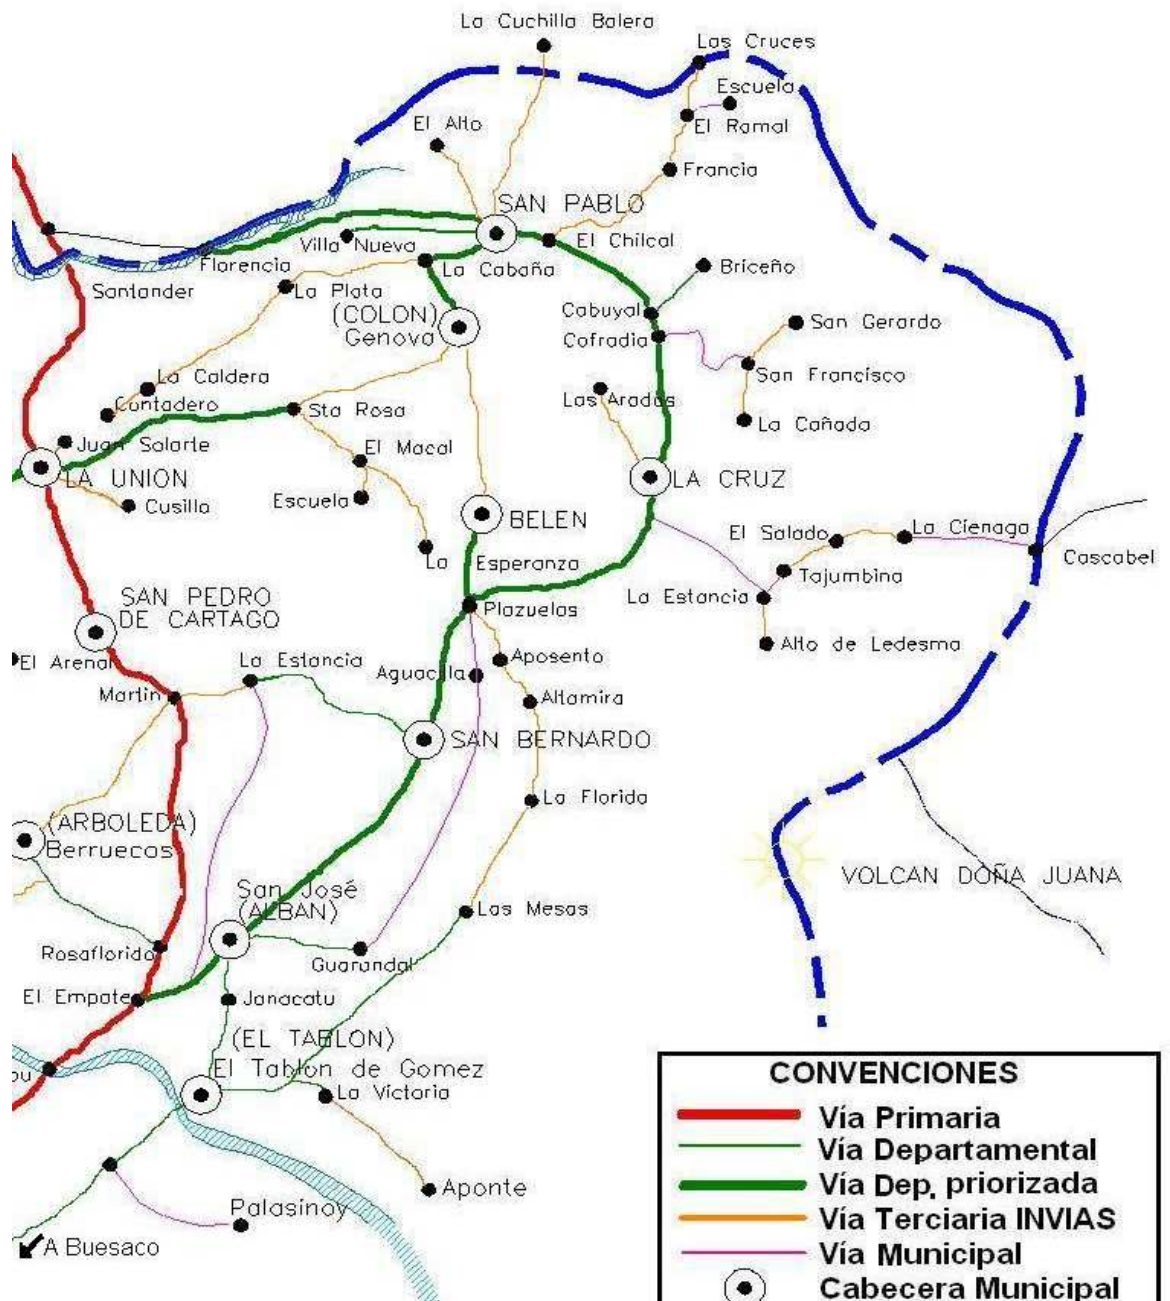 La Cuchilla Balera
Las Cruces
Escuela
El Alto
El Ramal
Francia
SAN PABLO
Villa Nueva
El Chilcal
Florencia
La Cabaña
Briceño
Santander
La Plata
(COLON)
Genova
Cabuyal
San Gerardo
Cofradia
La Caldera
San Francisco
Contadero
Sta Rosa
Las Aradas
La Cañada
Juan Solarte
El Macal
LA UNION
LA CRUZ
Escuela
Cusilla
BELEN
El Salado
La Cienaga
La Esperanza
Cascabel
Tajumbina
SAN PEDRO
DE CARTAGO
Plazuelas
La Estancia
El Arenal
La Estancia
Aposento
Alto de Ledesma
Martin
Aguacilla
Altamira
SAN BERNARDO
La Florida
(ARBOLEDA)
Berruecos
VOLCAN DOÑA JUANA
San José
(ALBAN)
Las Mesas
Rosaflorida
Guarandal
El Empate
Janacatu
(EL TABLON)
El Tablon de Gomez
La Victoria
Aponte
Palasinoy
A Buesaco
CONVENCIONES
Vía Primaria
Vía Departamental
Vía Dep. priorizada
Vía Terciaria INVIAS
Vía Municipal
Cabecera Municipal